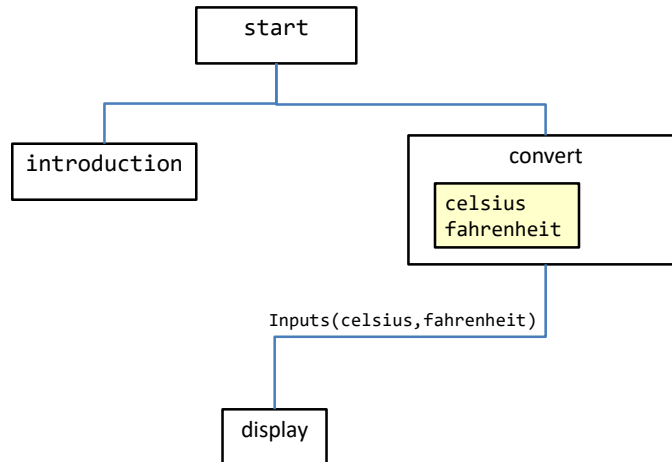 start
introduction
convert
celsius
fahrenheit
Inputs(celsius,fahrenheit)
display